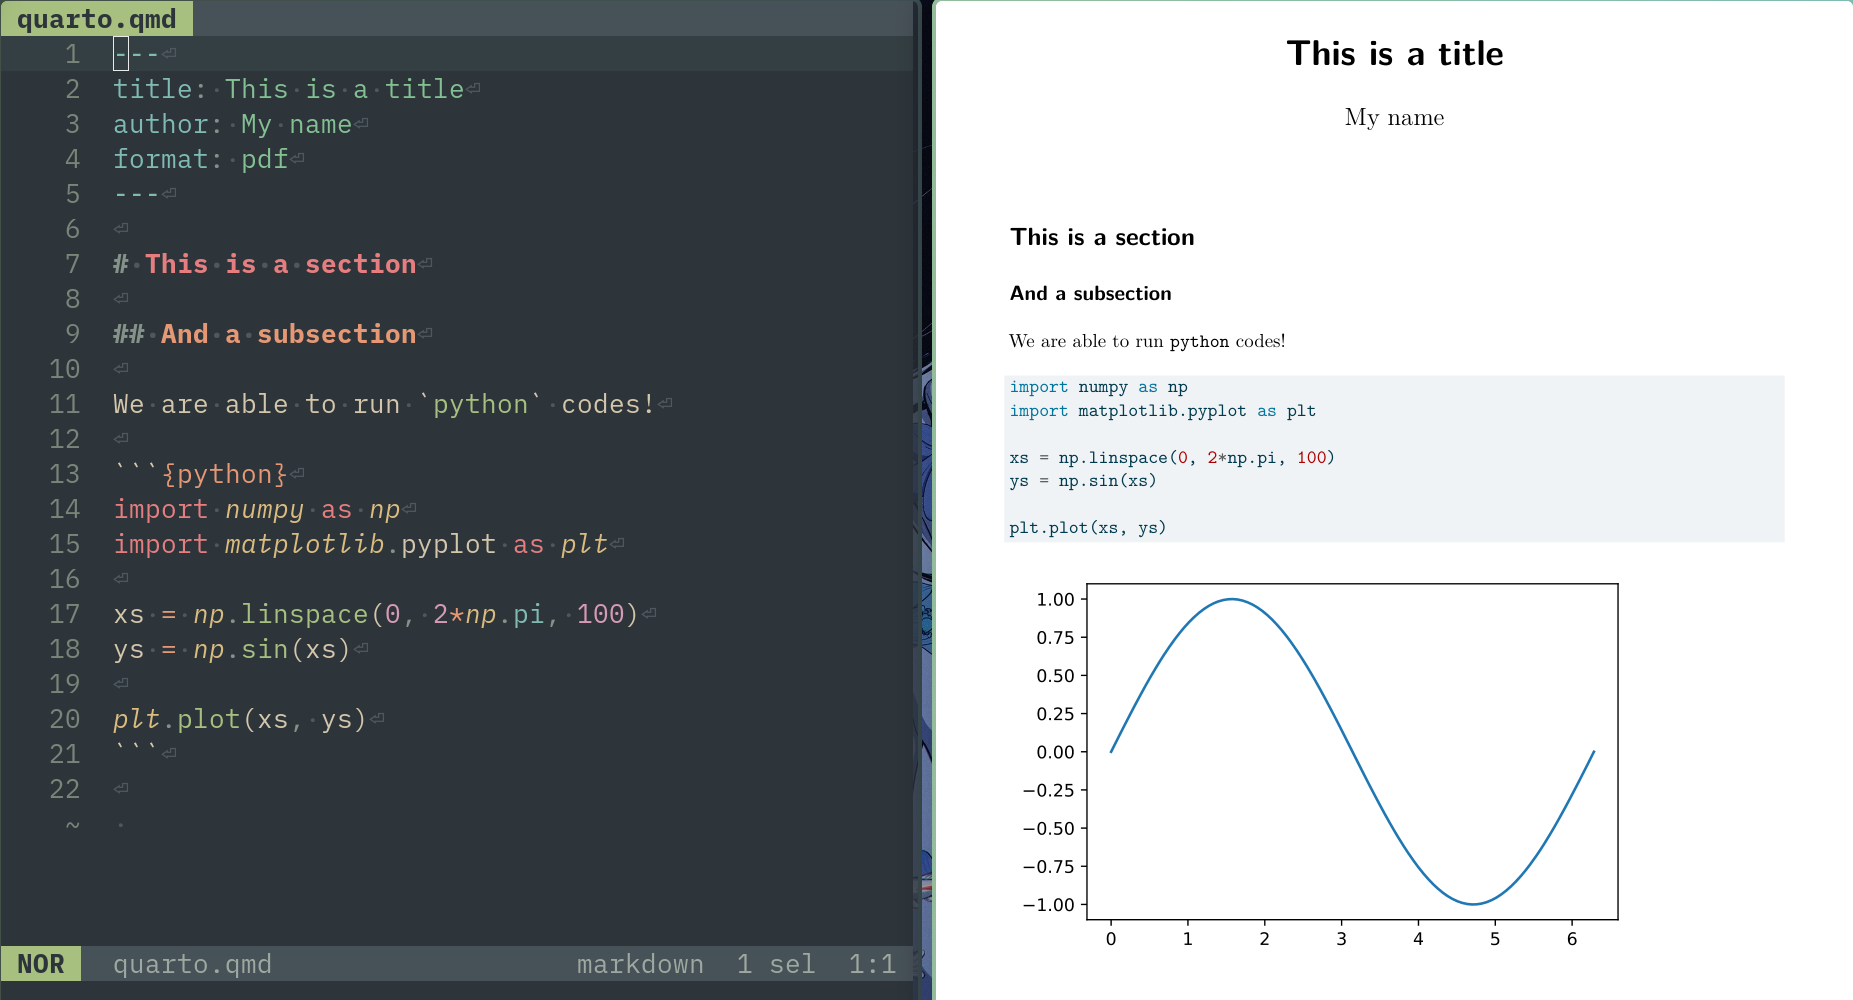 quarto.qmd
1 ---
2 title: This is a title
3 author: My name
4 format: pdf
5 ---
6
7 # This is a section
8
9 ## And a subsection
10
11 We are able to run `python` codes!
12
13 ```{python}
14 import numpy as np
15 import matplotlib.pyplot as plt
16
17 xs = np.linspace(0, 2*np.pi, 100)
18 ys = np.sin(xs)
19
20 plt.plot(xs, ys)
21 ```
22
~
NOR quarto.qmd markdown 1 sel 1:1
This is a title
My name
This is a section
And a subsection
We are able to run python codes!
import numpy as np
import matplotlib.pyplot as plt
xs = np.linspace(0, 2*np.pi, 100)
ys = np.sin(xs)
plt.plot(xs, ys)
1.00
0.75
0.50
0.25
0.00
−0.25
−0.50
−0.75
−1.00
0 1 2 3 4 5 6